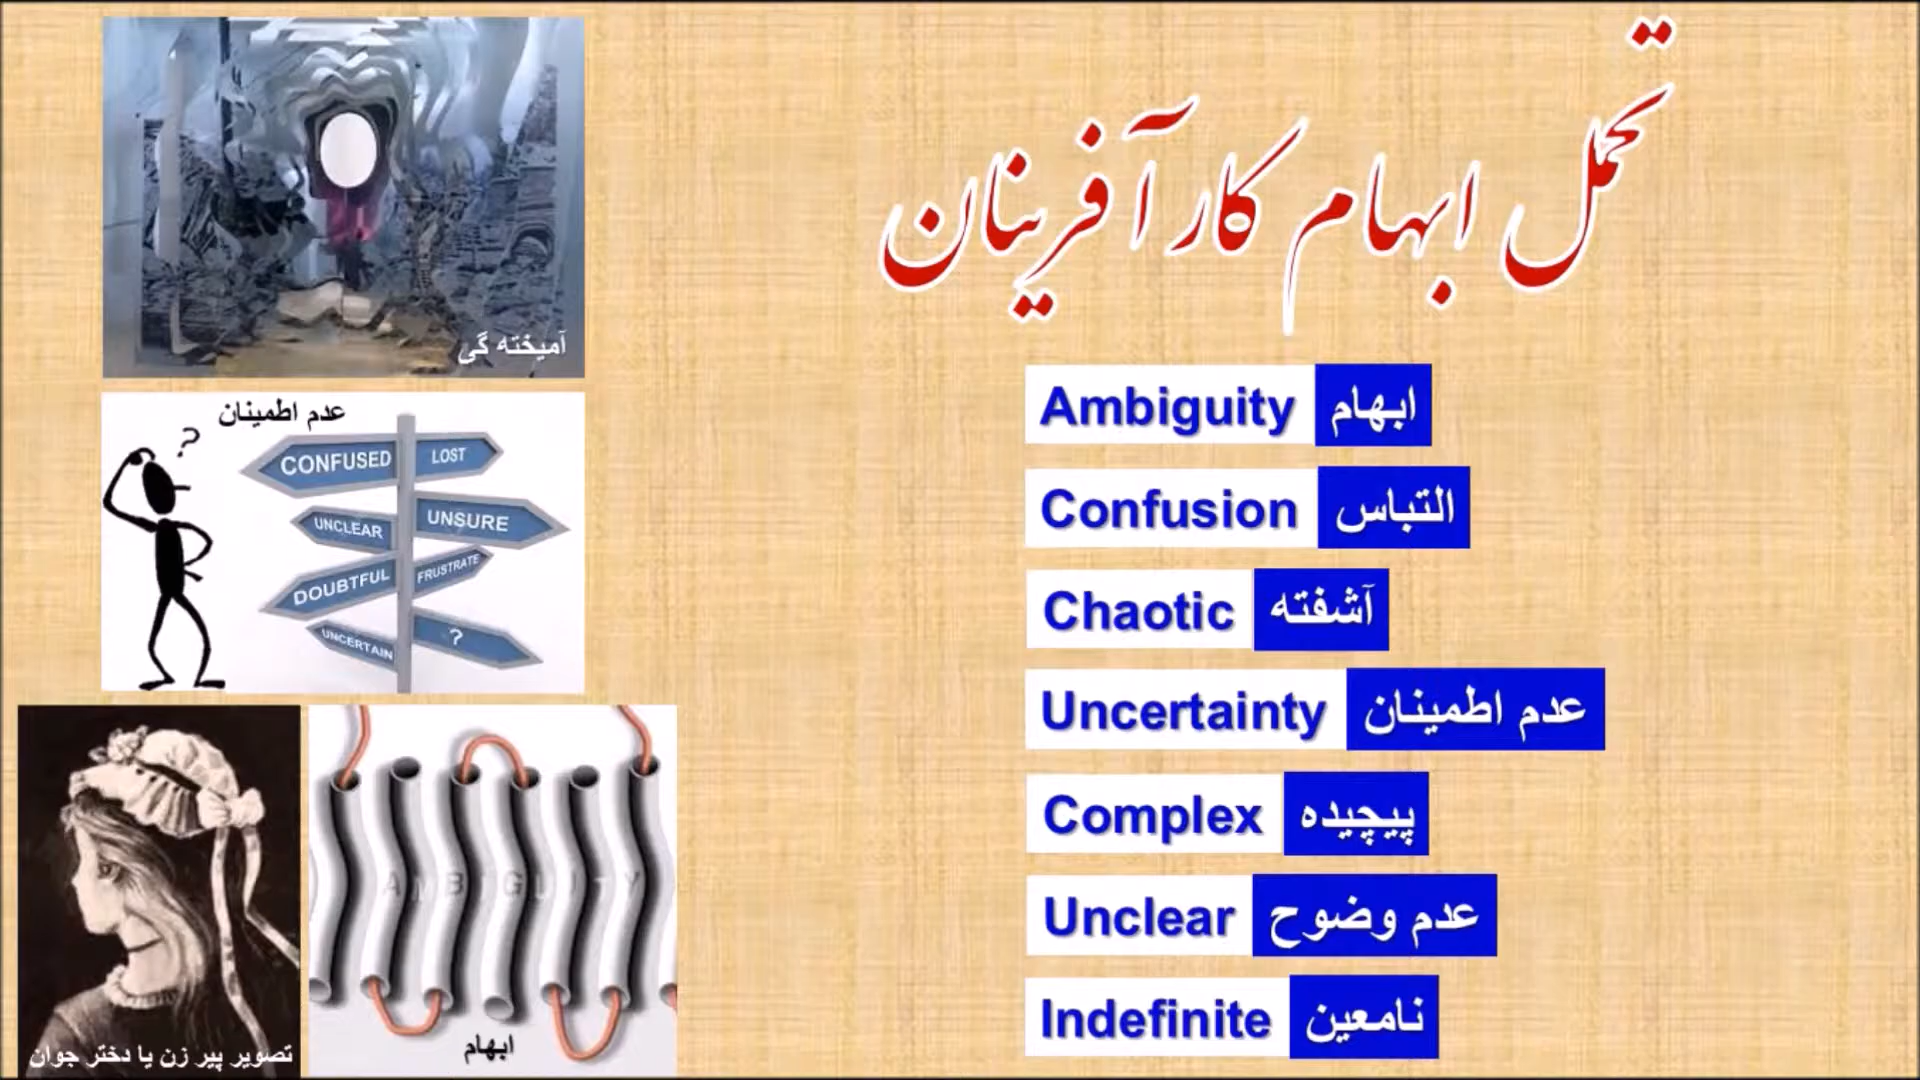 تحمل ابهام کارآفرینان
Ambiguity ابهام
Confusion التباس
Chaotic آشفته
Uncertainty عدم اطمینان
Complex پیچیده
Unclear عدم وضوح
Indefinite نامعین
آمیخته گی
عدم اطمینان
?
CONFUSED
LOST
UNCLEAR
UNSURE
DOUBTFUL
FRUSTRATE
UNCERTAIN
?
تصویر پیر زن یا دختر جوان
AMBIGUITY
ابهام